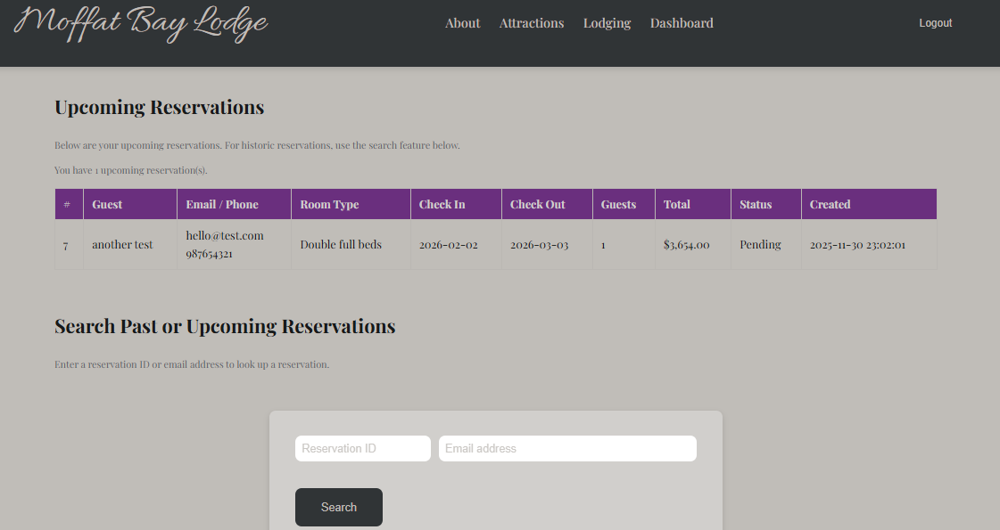 Moffat Bay Lodge
About Attractions Lodging Dashboard Logout
Upcoming Reservations
Below are your upcoming reservations. For historic reservations, use the search feature below.
You have 1 upcoming reservation(s).
# Guest Email / Phone Room Type Check In Check Out Guests Total Status Created
7 another test hello@test.com 987654321 Double full beds 2026-02-02 2026-03-03 1 $3,654.00 Pending 2025-11-30 23:02:01
Search Past or Upcoming Reservations
Enter a reservation ID or email address to look up a reservation.
Reservation ID Email address
Search